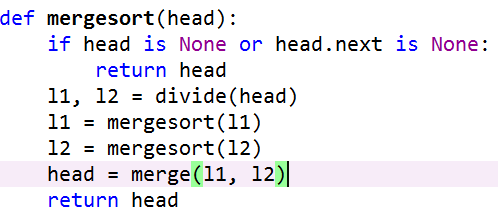 def mergesort(head):
    if head is None or head.next is None:
        return head
    l1, l2 = divide(head)
    l1 = mergesort(l1)
    l2 = mergesort(l2)
    head = merge(l1, l2)
    return head